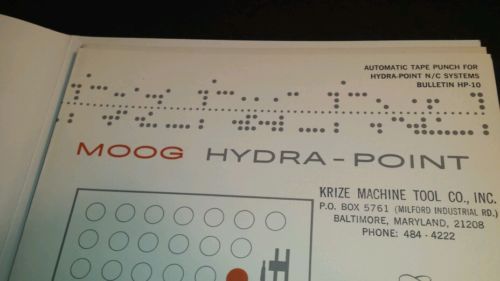 AUTOMATIC TAPE PUNCH FOR
HYDRA-POINT N/C SYSTEMS
BULLETIN HP-10
MOOG HYDRA-POINT
KRIZE MACHINE TOOL CO., INC.
P.O. BOX 5761 (MILFORD INDUSTRIAL RD.)
BALTIMORE, MARYLAND, 21208
PHONE: 484-4222